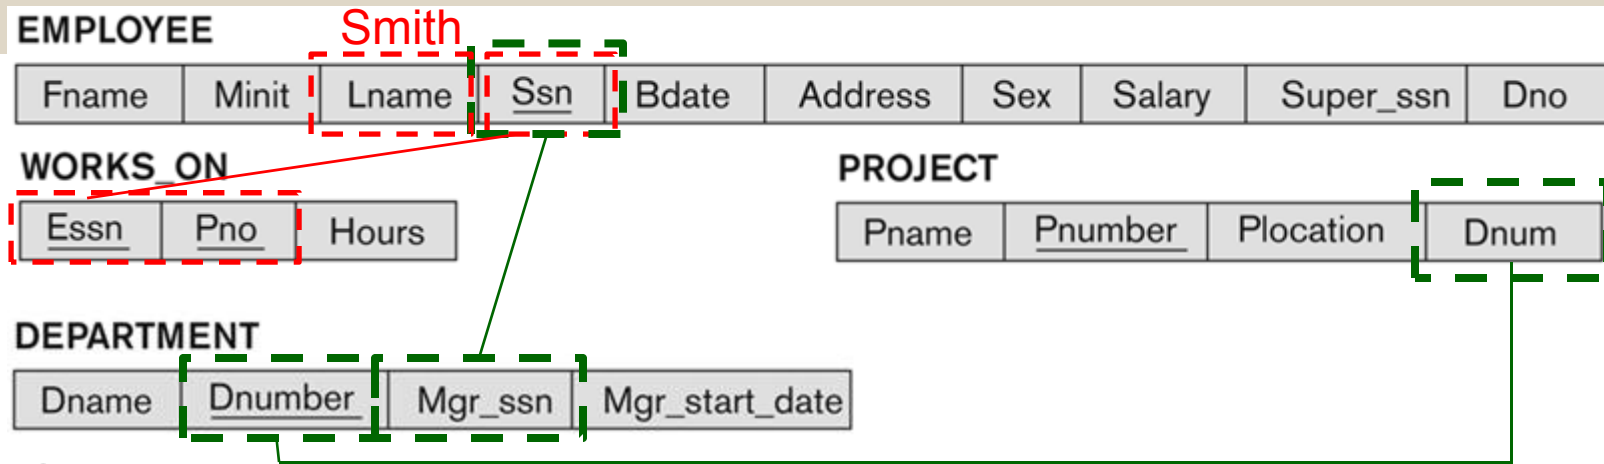 EMPLOYEE Smith
Fname Minit Lname Ssn Bdate Address Sex Salary Super_ssn Dno
WORKS_ON
Essn Pno Hours
PROJECT
Pname Pnumber Plocation Dnum
DEPARTMENT
Dname Dnumber Mgr_ssn Mgr_start_date